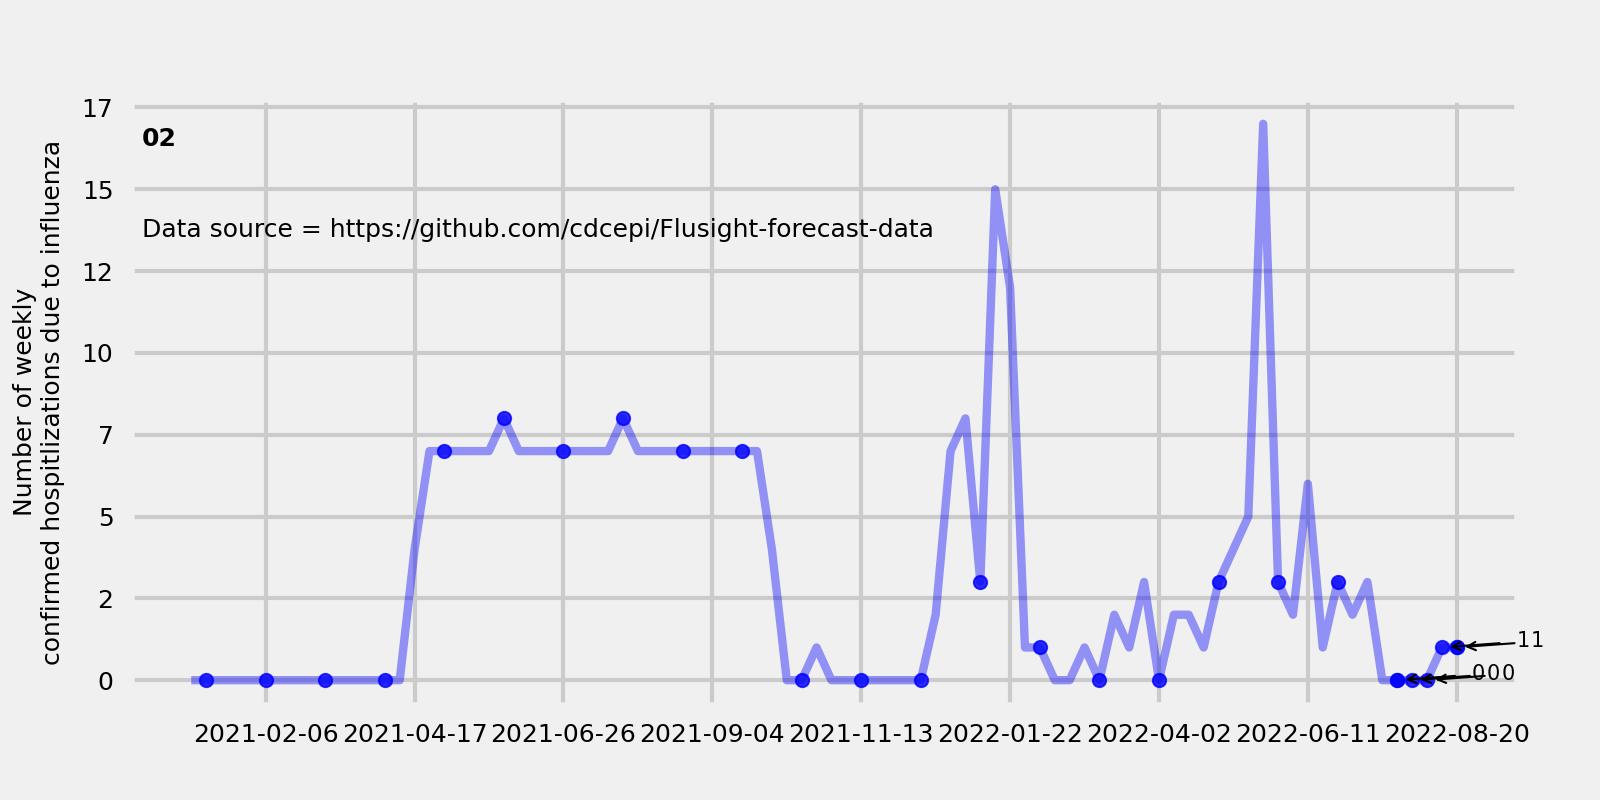 17
02
15
Data source = https://github.com/cdcepi/Flusight-forecast-data
12
10
7
5
2
0
Number of weekly
confirmed hospitlizations due to influenza
11
000
2021-02-06 2021-04-17 2021-06-26 2021-09-04 2021-11-13 2022-01-22 2022-04-02 2022-06-11 2022-08-20